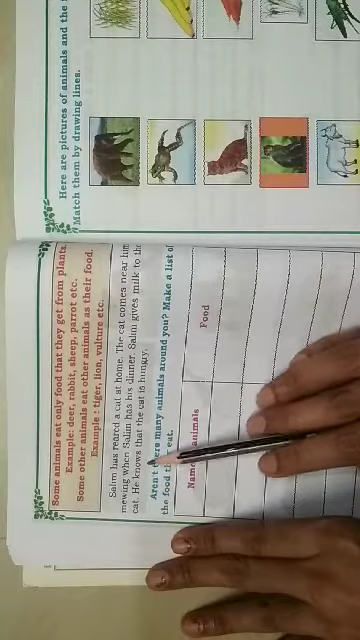 Here are pictures of animals and the
Match them by drawing lines.
Some animals eat only food that they get from plants.
Example: deer, rabbit, sheep, parrot etc.
Some other animals eat other animals as their food.
Example : tiger, lion, vulture etc.
Salim has reared a cat at home. The cat comes near him
mewing when Salim has his dinner. Salim gives milk to the
cat. He knows that the cat is hungry.
Aren't there many animals around you? Make a list of
the food they eat.
Name animals
Food